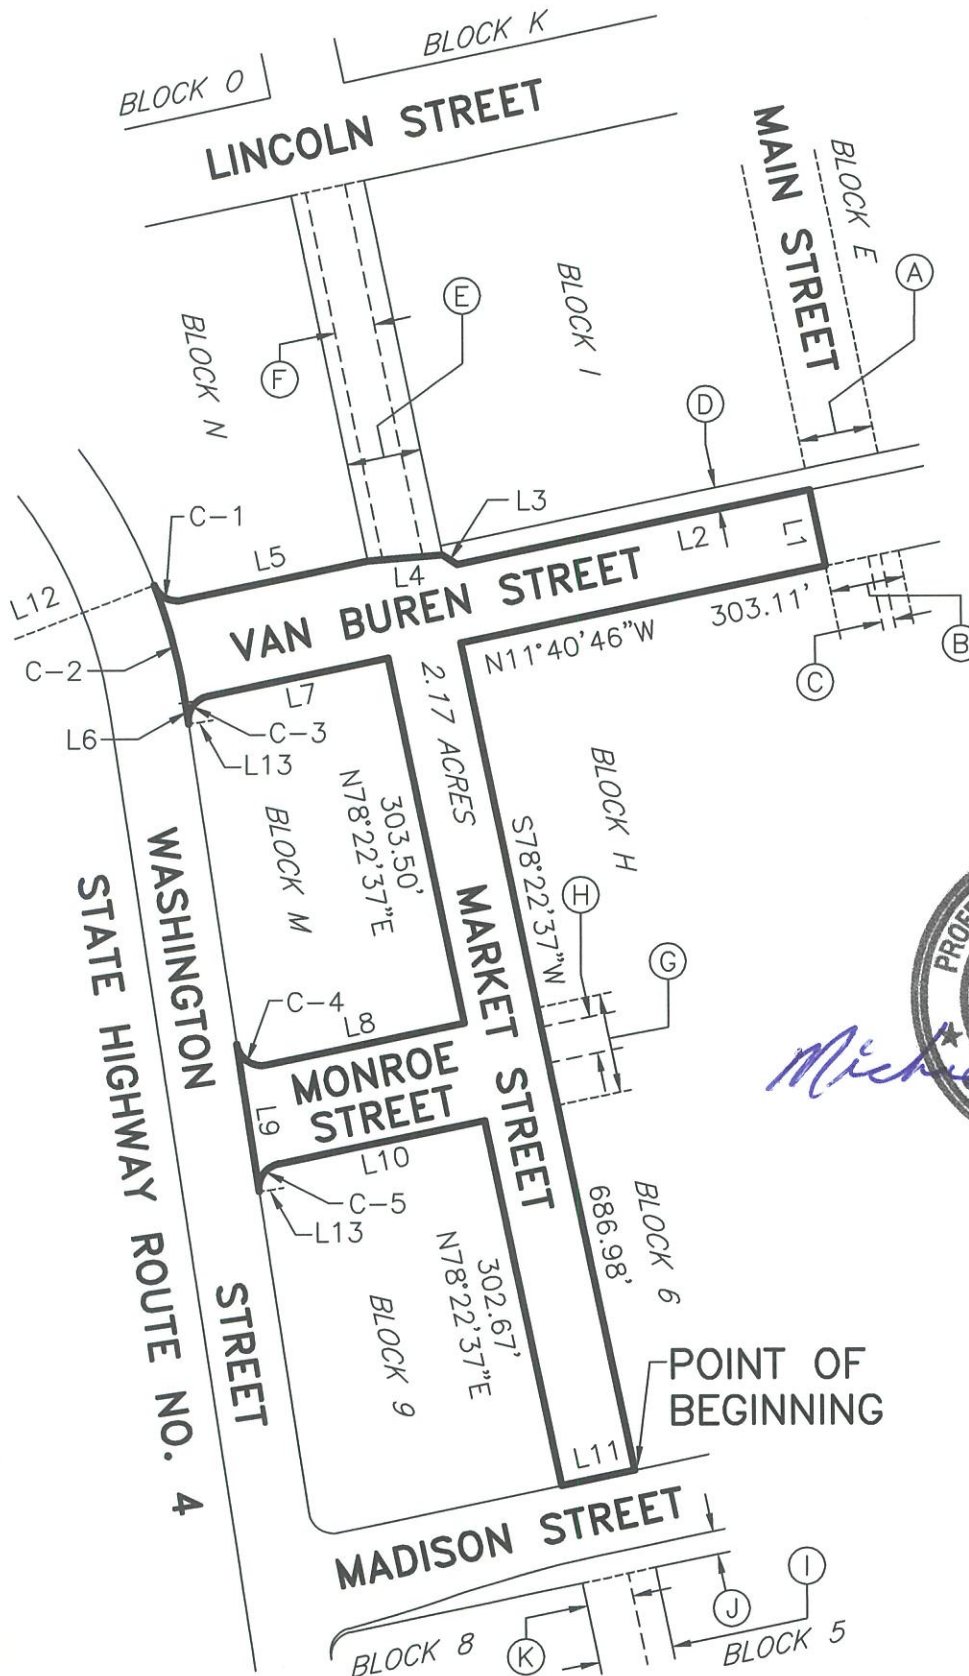 BLOCK K
BLOCK O
LINCOLN STREET
MAIN STREET
BLOCK E
A
BLOCK I
E
F
BLOCK N
D
C-1
L3
L5
L2
L1
L4
L12
VAN BUREN STREET
303.11'
N11°40'46"W
B
C
C-2
L7
L6
C-3
L13
2.17 ACRES
BLOCK H
303.50'
N78°22'37"E
BLOCK M
S78°22'37"W
WASHINGTON
STREET
STATE HIGHWAY ROUTE NO. 4
MARKET STREET
H
G
PROF
C-4
L8
MONROE
STREET
L9
L10
C-5
L13
BLOCK 6
686.98'
302.67'
N78°22'37"E
BLOCK 9
POINT OF
BEGINNING
L11
MADISON STREET
I
J
K
BLOCK 8
BLOCK 5